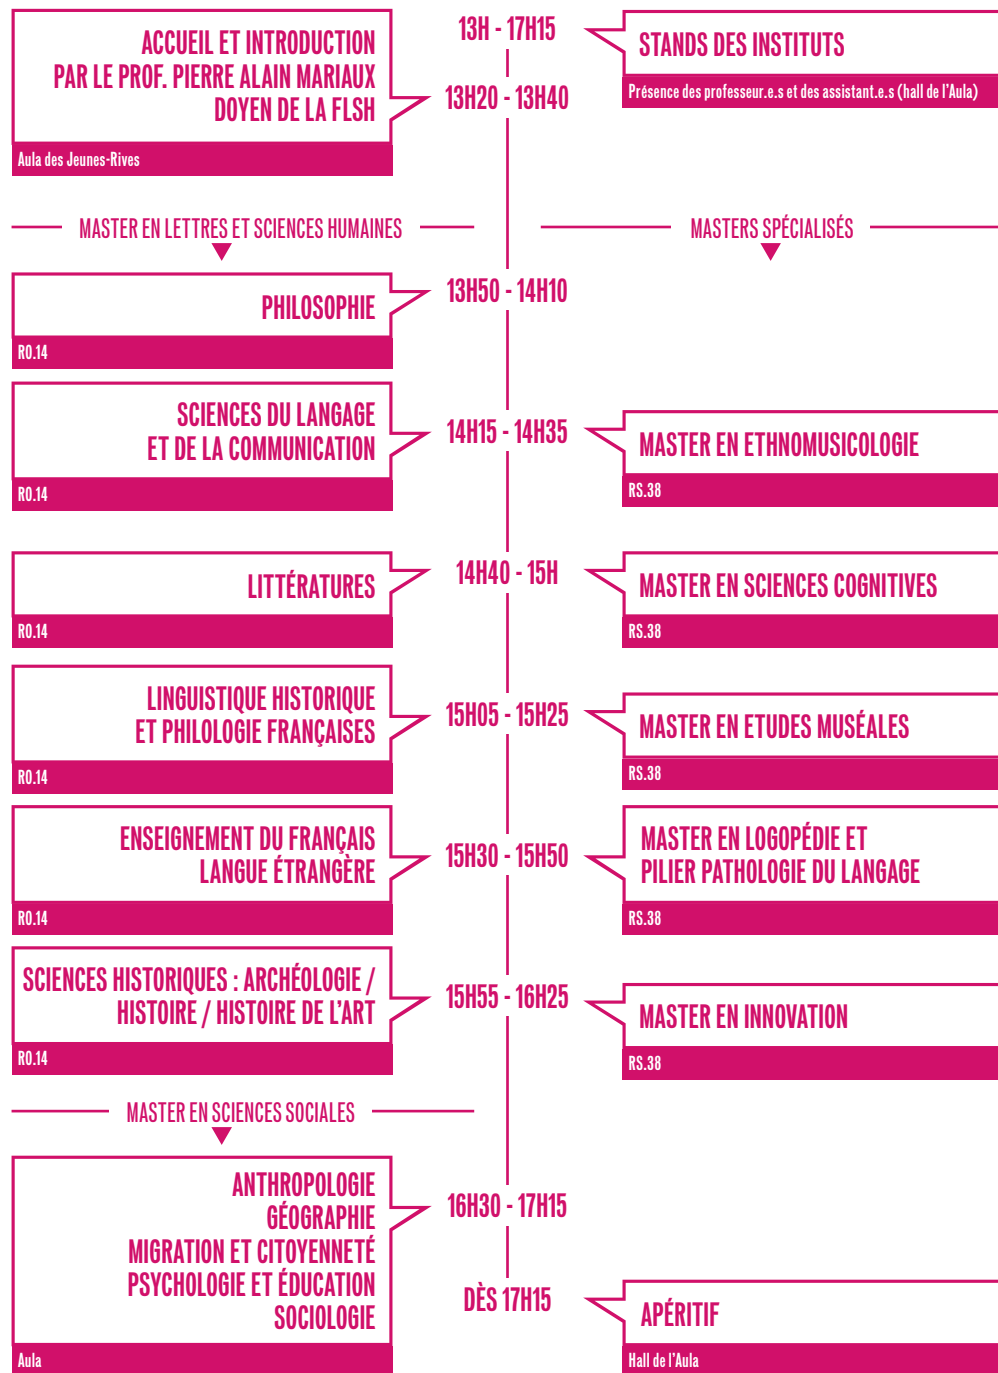 ACCUEIL ET INTRODUCTION
PAR LE PROF. PIERRE ALAIN MARIAUX
DOYEN DE LA FLSH
Aula des Jeunes-Rives
13H - 17H15
13H20 - 13H40
STANDS DES INSTITUTS
Présence des professeur.e.s et des assistant.e.s (hall de l'Aula)
MASTER EN LETTRES ET SCIENCES HUMAINES
MASTERS SPÉCIALISÉS
PHILOSOPHIE
RO.14
13H50 - 14H10
SCIENCES DU LANGAGE
ET DE LA COMMUNICATION
RO.14
14H15 - 14H35
MASTER EN ETHNOMUSICOLOGIE
RS.38
LITTÉRATURES
RO.14
14H40 - 15H
MASTER EN SCIENCES COGNITIVES
RS.38
LINGUISTIQUE HISTORIQUE
ET PHILOLOGIE FRANÇAISES
RO.14
15H05 - 15H25
MASTER EN ETUDES MUSÉALES
RS.38
ENSEIGNEMENT DU FRANÇAIS
LANGUE ÉTRANGÈRE
RO.14
15H30 - 15H50
MASTER EN LOGOPÉDIE ET
PILIER PATHOLOGIE DU LANGAGE
RS.38
SCIENCES HISTORIQUES : ARCHÉOLOGIE /
HISTOIRE / HISTOIRE DE L'ART
RO.14
15H55 - 16H25
MASTER EN INNOVATION
RS.38
MASTER EN SCIENCES SOCIALES
ANTHROPOLOGIE
GÉOGRAPHIE
MIGRATION ET CITOYENNETÉ
PSYCHOLOGIE ET ÉDUCATION
SOCIOLOGIE
Aula
16H30 - 17H15
DÈS 17H15
APÉRITIF
Hall de l'Aula